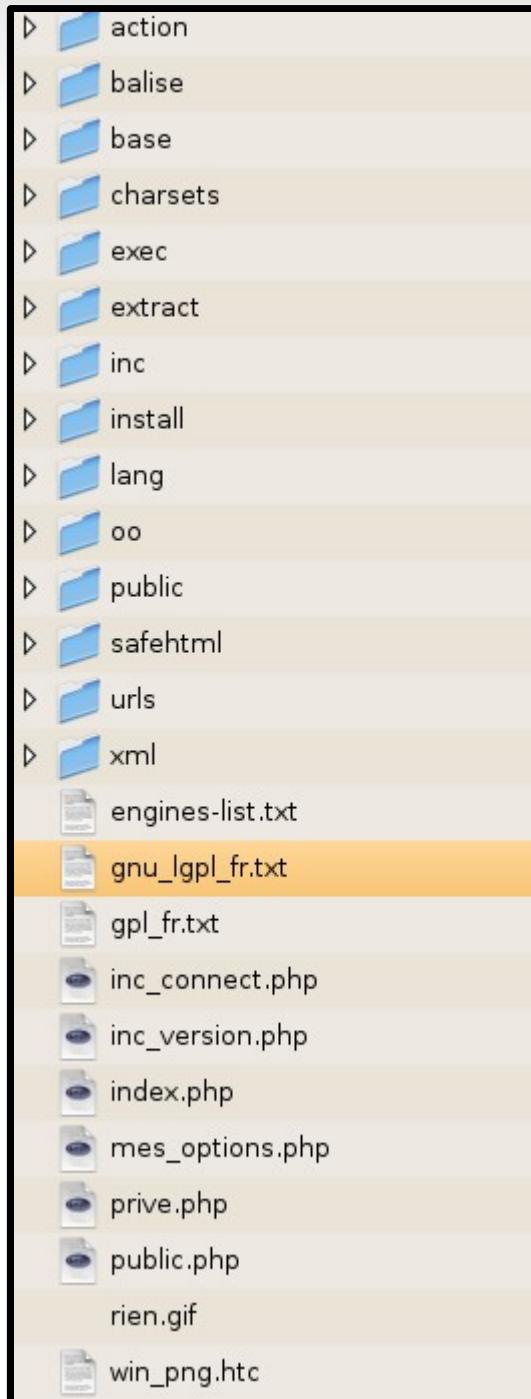 action
balise
base
charsets
exec
extract
inc
install
lang
oo
public
safehtml
urls
xml
engines-list.txt
gnu_lgpl_fr.txt
gpl_fr.txt
inc_connect.php
inc_version.php
index.php
mes_options.php
prive.php
public.php
rien.gif
win_png.htc